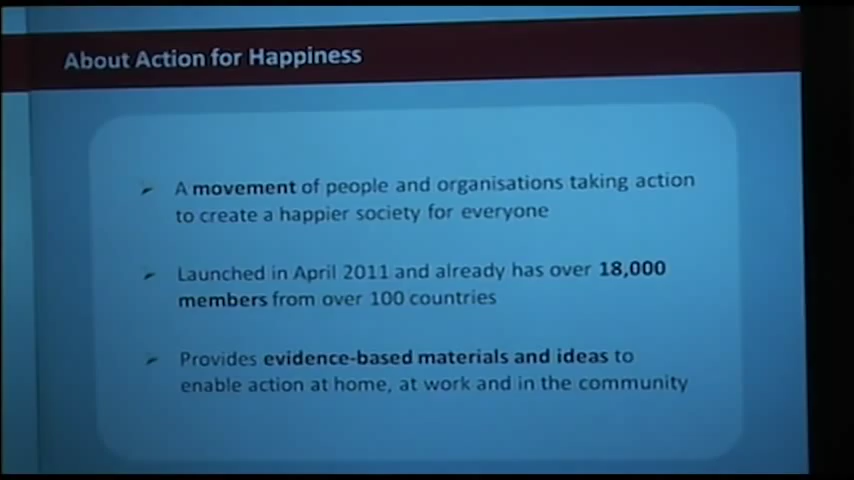 About Action for Happiness
A movement of people and organisations taking action
to create a happier society for everyone
Launched in April 2011 and already has over 18,000
members from over 100 countries
Provides evidence-based materials and ideas to
enable action at home, at work and in the community